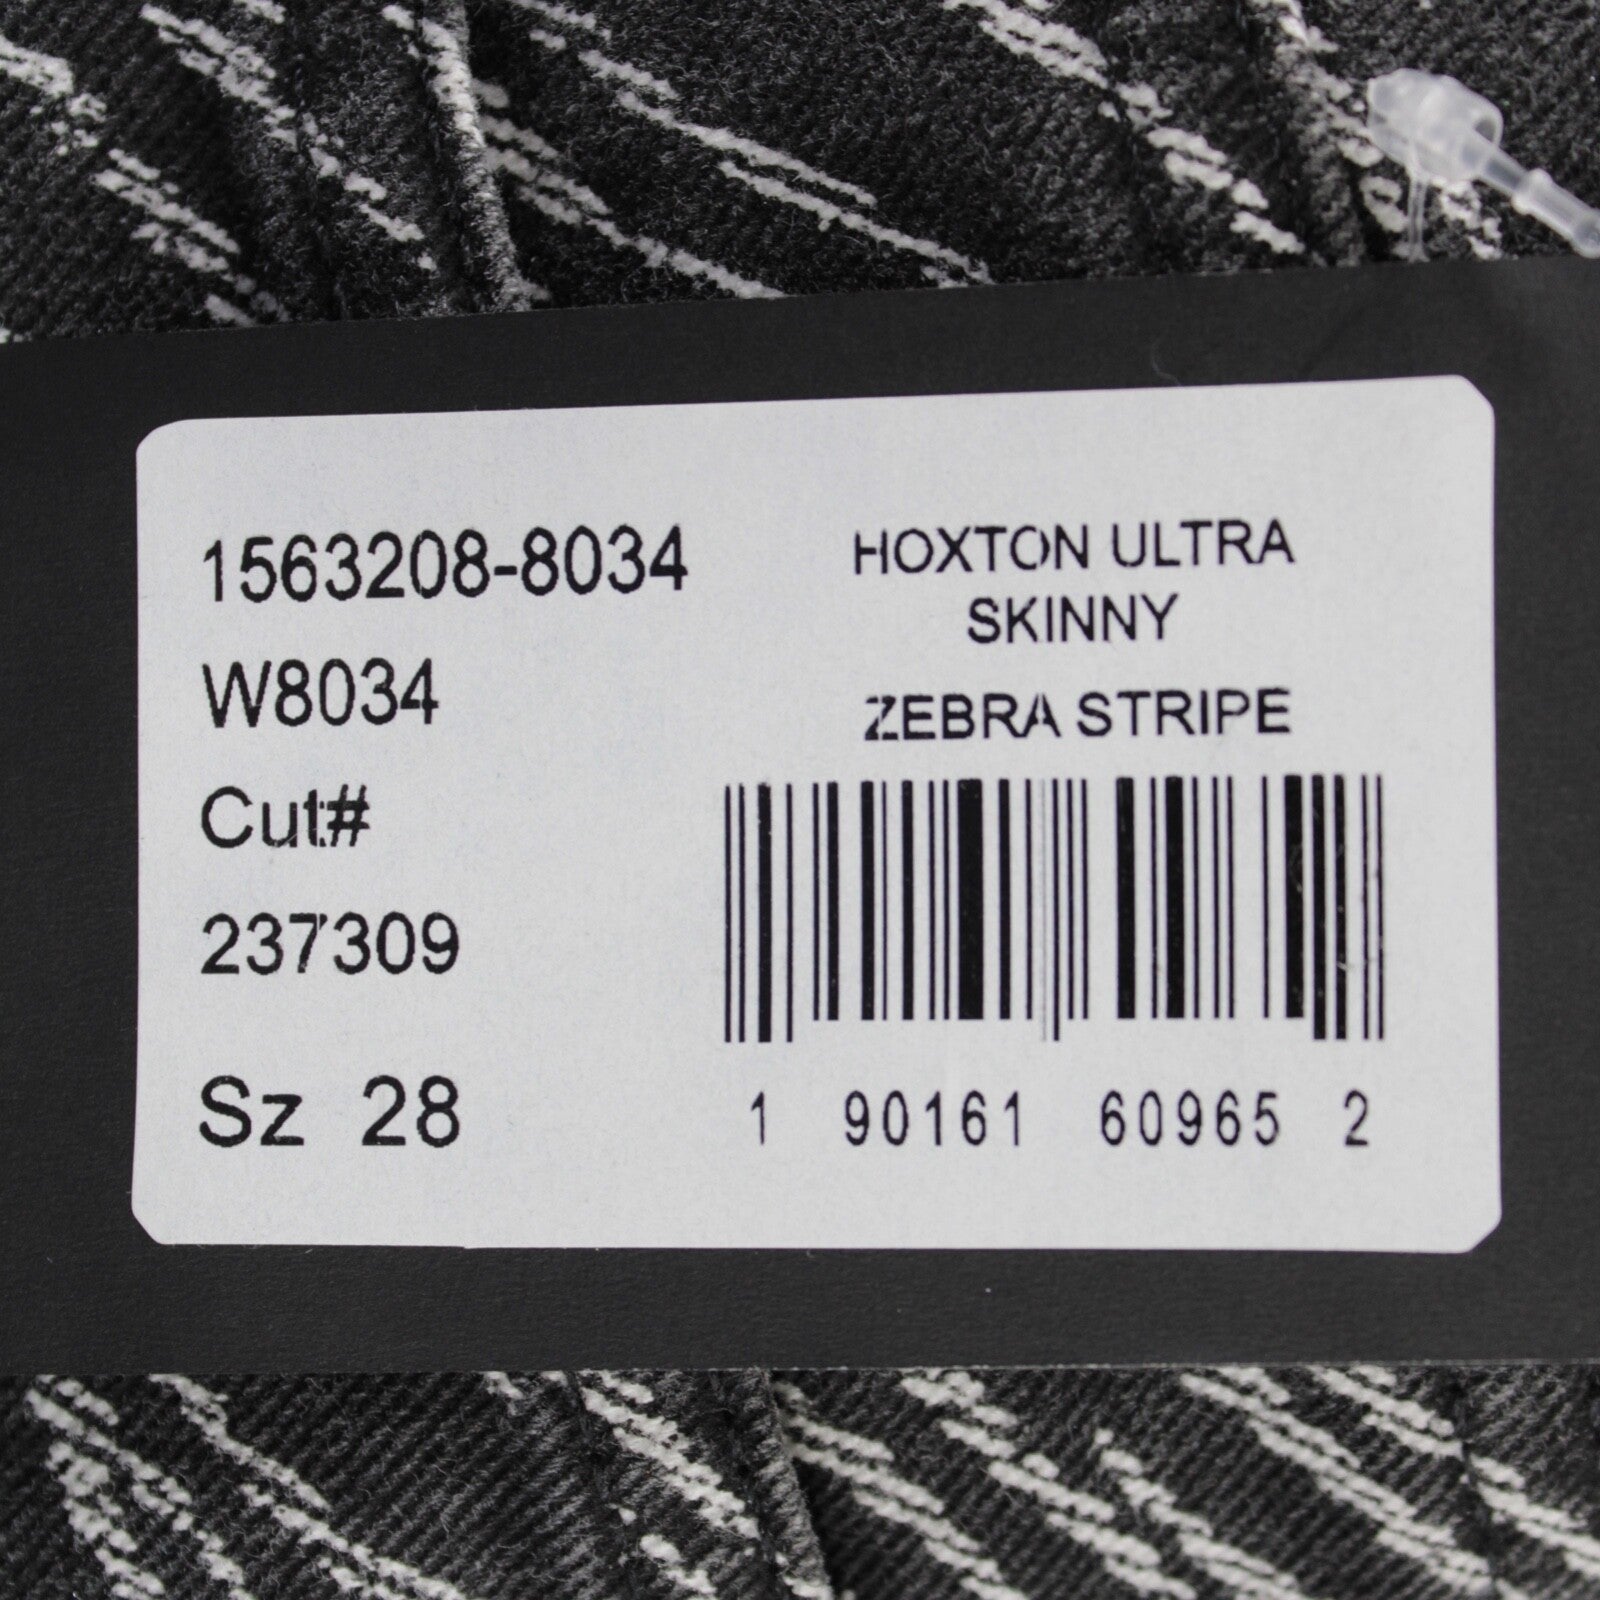 1563208-8034
W8034
Cut#
237309
Sz 28
HOXTON ULTRA
SKINNY
ZEBRA STRIPE
1 90161 60965 2